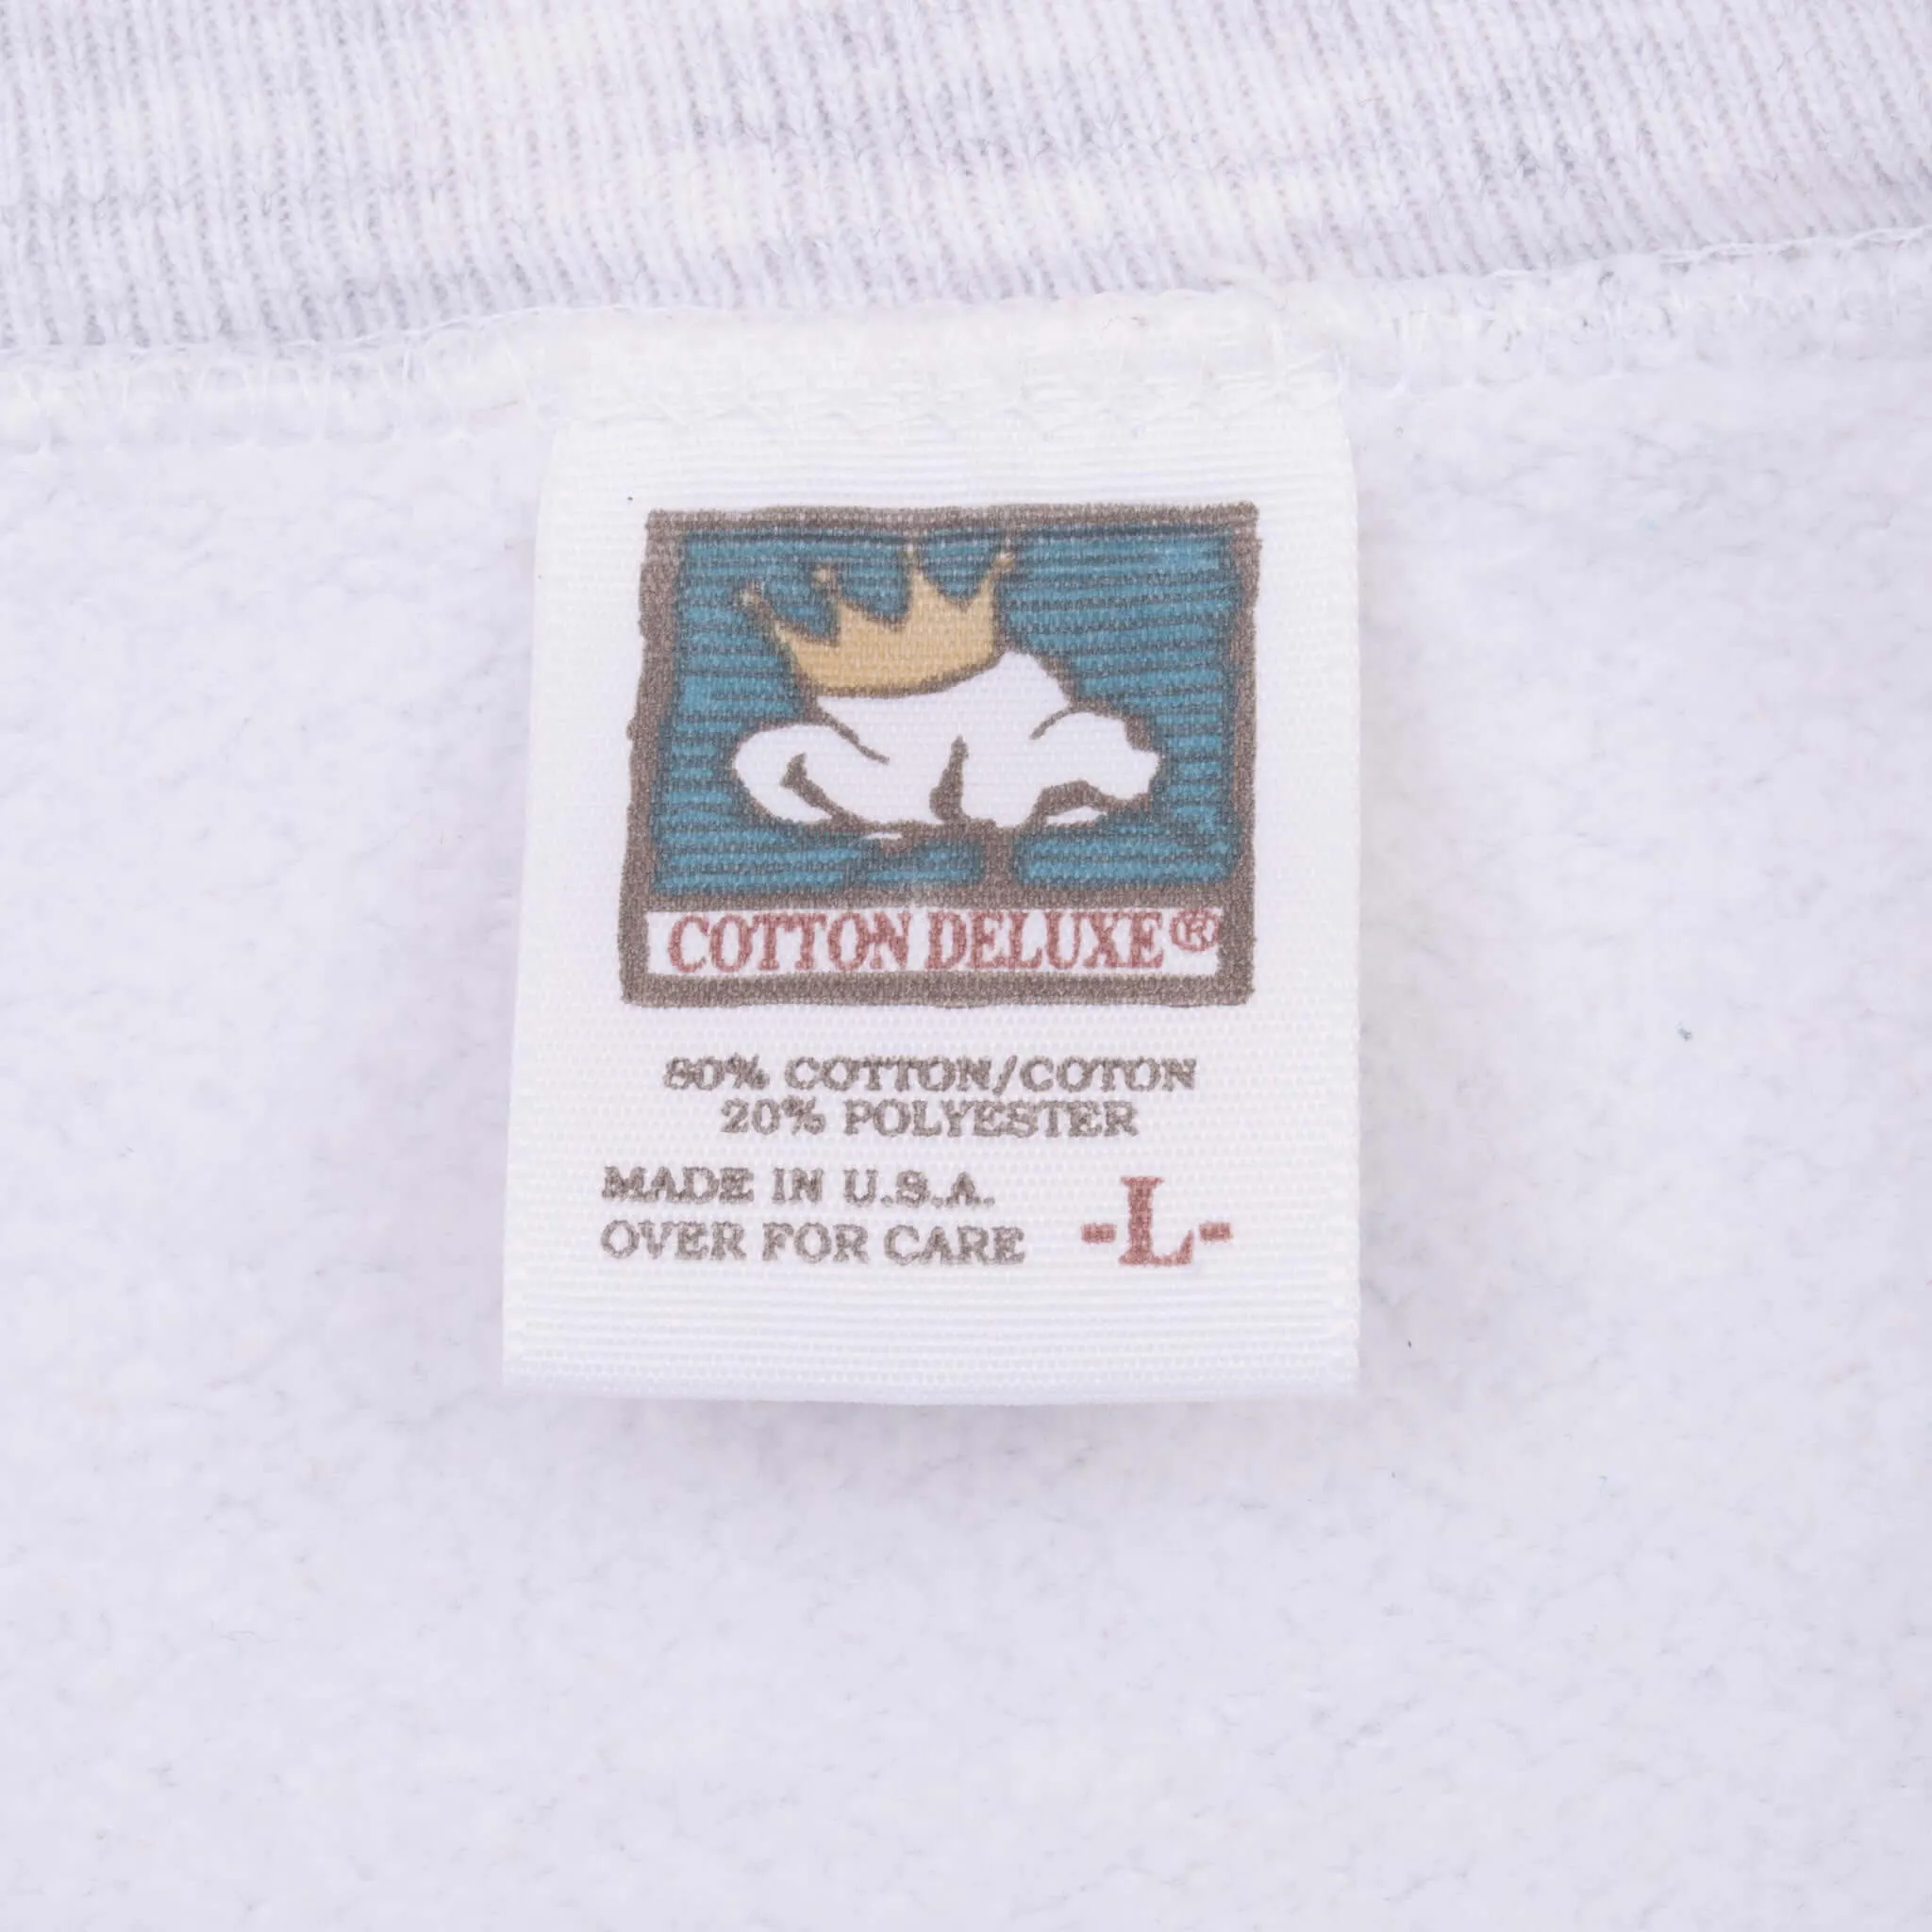 COTTON DELUXE®
80% COTTON/COTON
20% POLYESTER
MADE IN U.S.A.
OVER FOR CARE
-L-